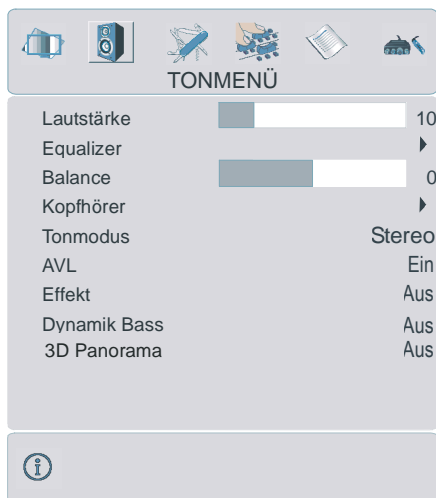 TONMENÜ
Lautstärke 10
Equalizer
Balance 0
Kopfhörer
Tonmodus Stereo
AVL Ein
Effekt Aus
Dynamik Bass Aus
3D Panorama Aus